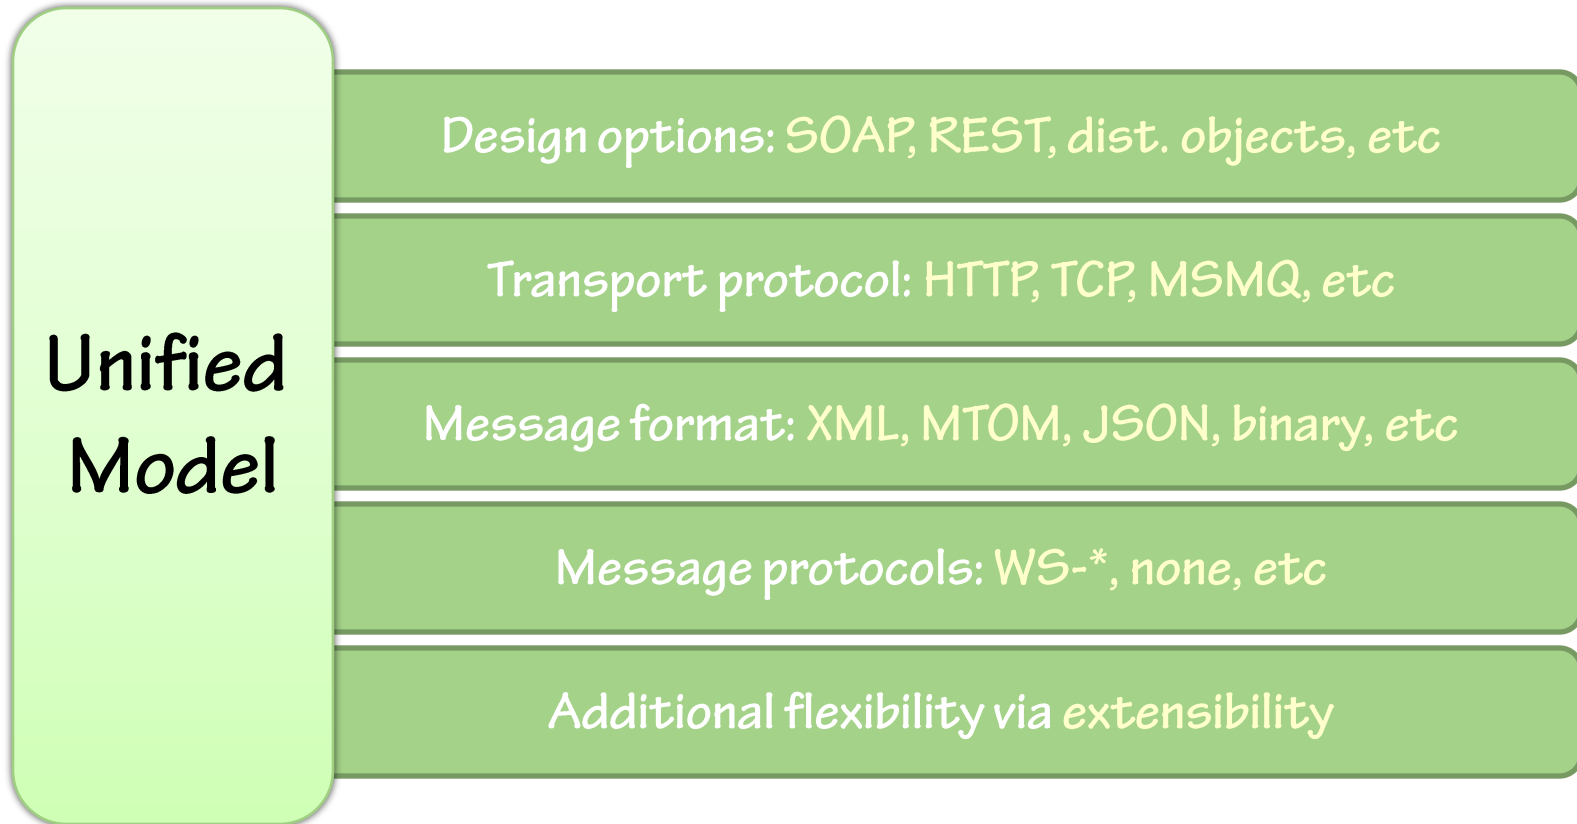 Unified
Model
Design options: SOAP, REST, dist. objects, etc
Transport protocol: HTTP, TCP, MSMQ, etc
Message format: XML, MTOM, JSON, binary, etc
Message protocols: WS-*, none, etc
Additional flexibility via extensibility